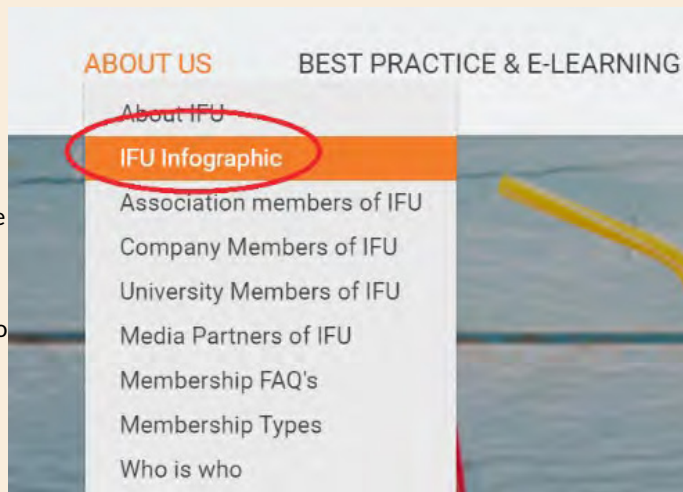 ABOUT US BEST PRACTICE & E-LEARNING
About IFU
IFU Infographic
e
Association members of IFU
Company Members of IFU
University Members of IFU
o
Media Partners of IFU
Membership FAQ's
Membership Types
Who is who